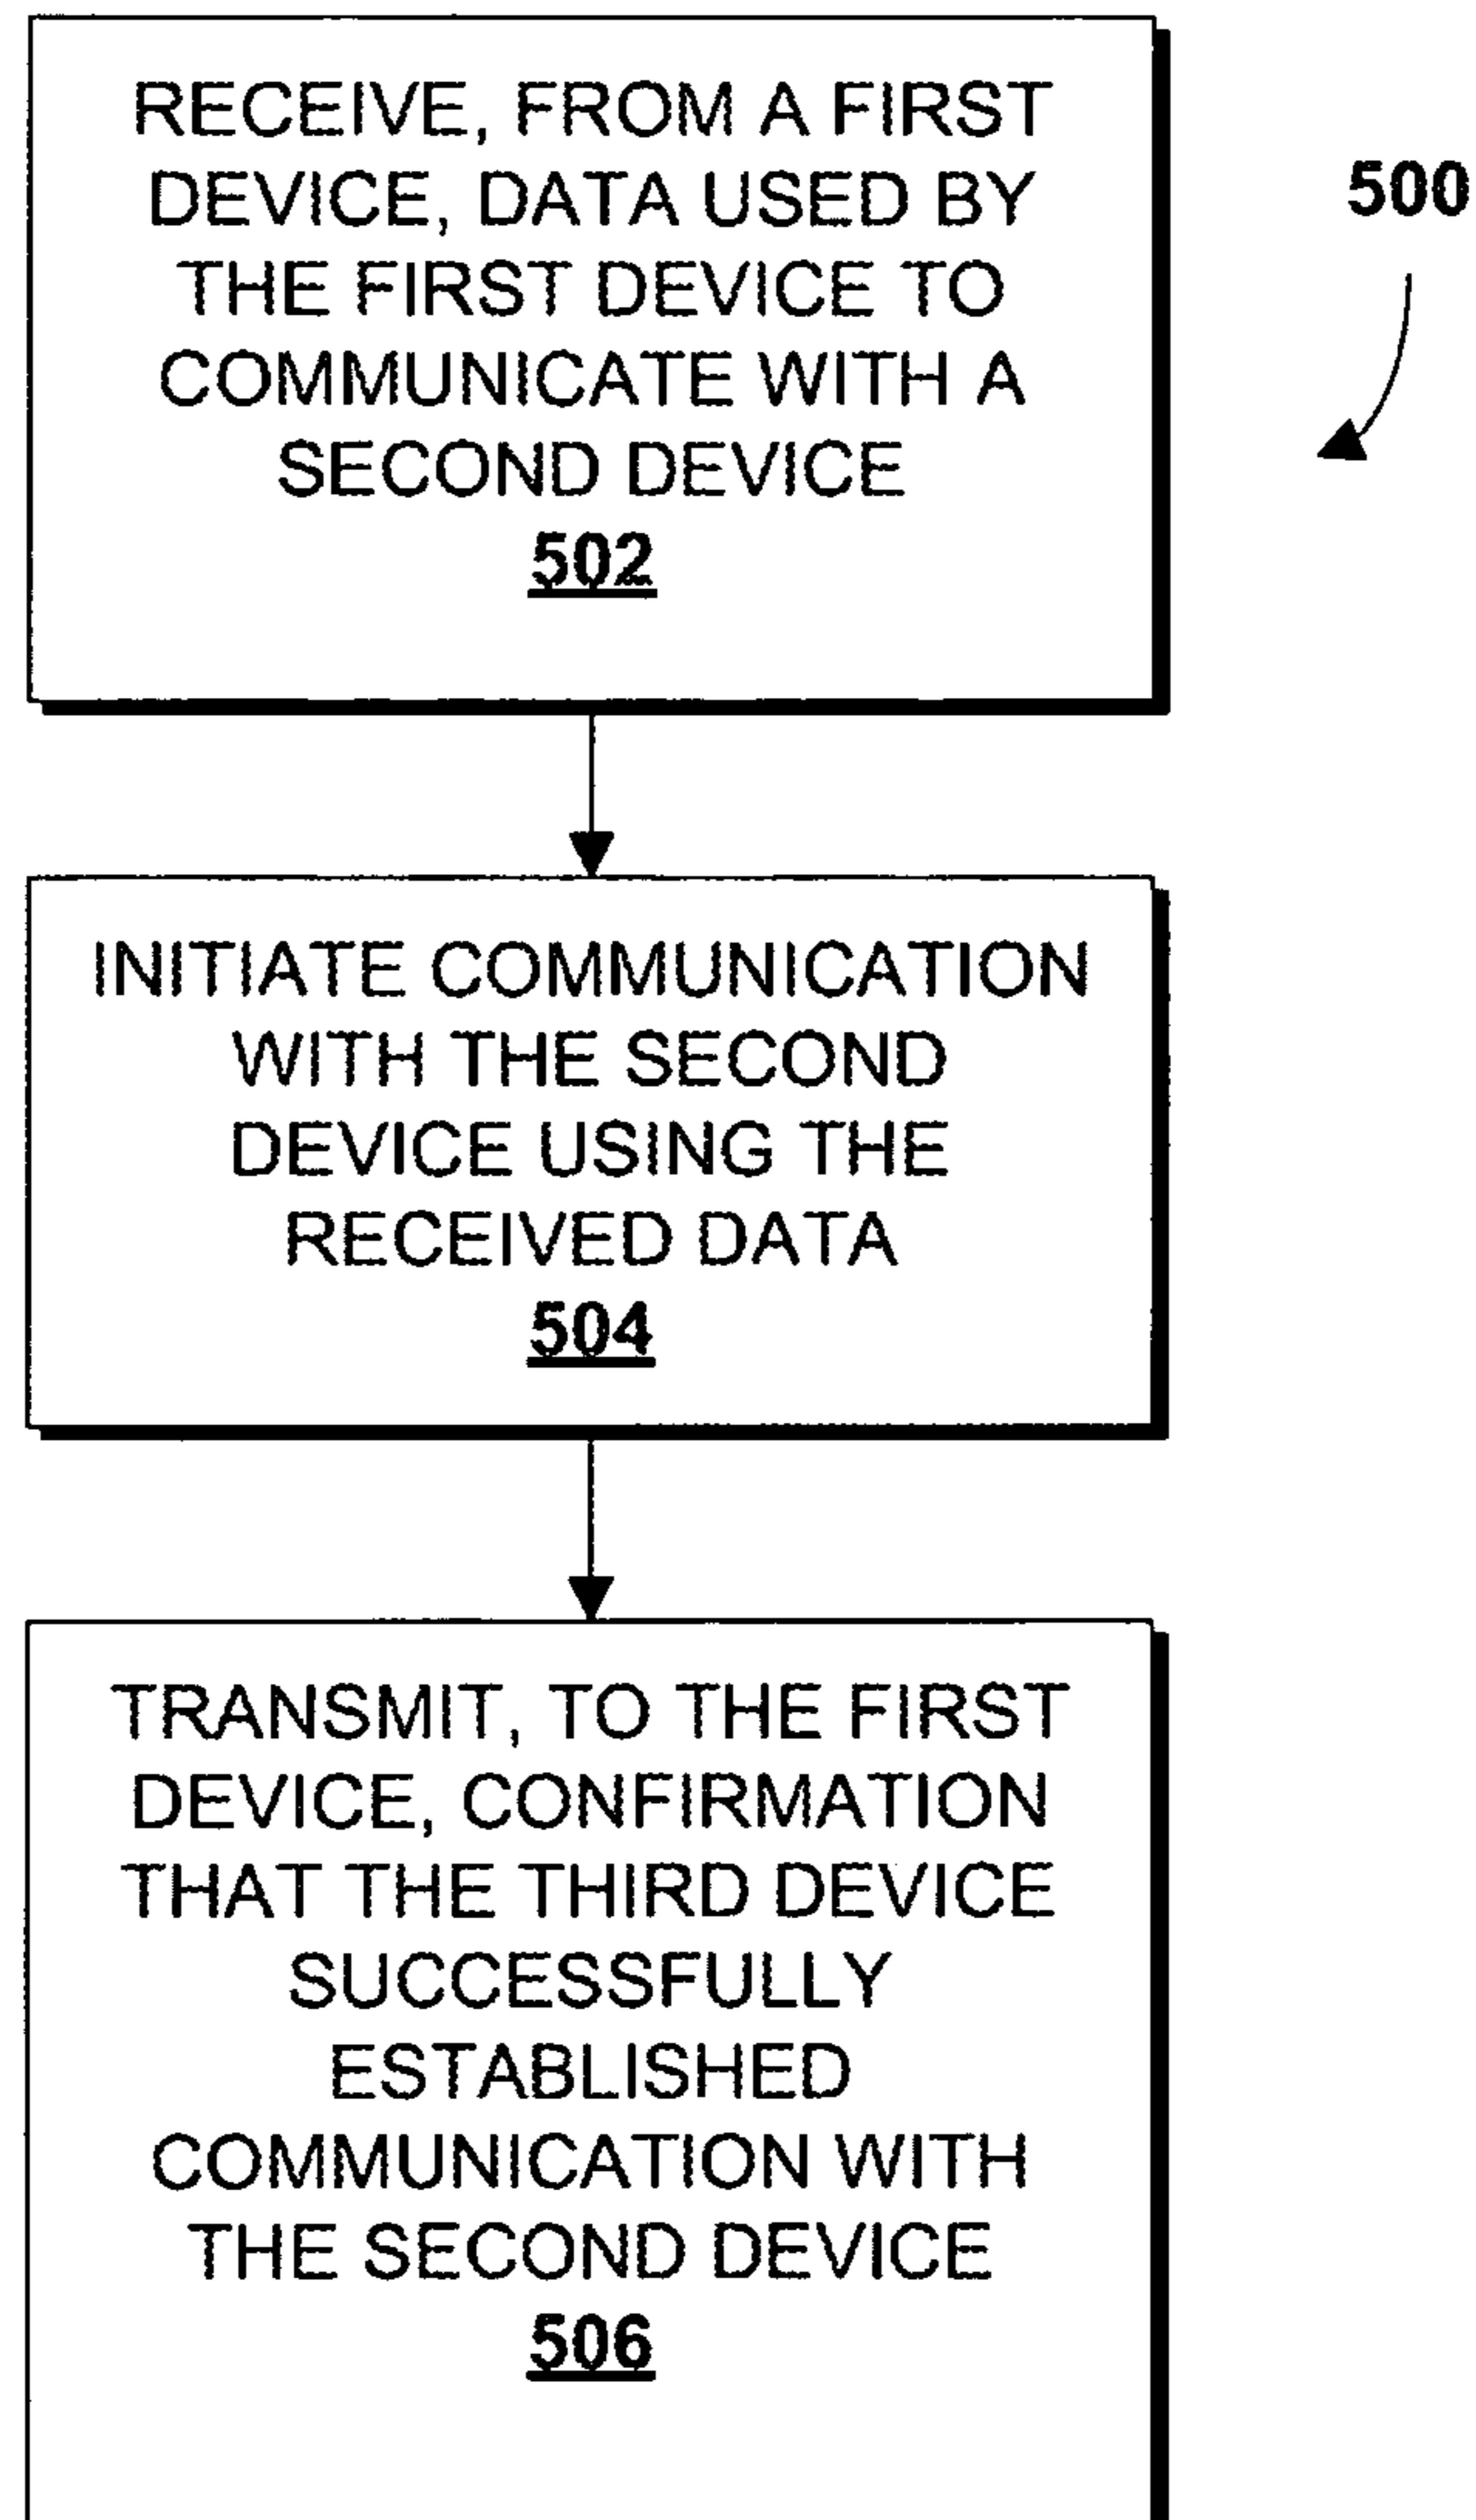 RECEIVE, FROM A FIRST
DEVICE, DATA USED BY
THE FIRST DEVICE TO
COMMUNICATE WITH A
SECOND DEVICE
502
500
INITIATE COMMUNICATION
WITH THE SECOND
DEVICE USING THE
RECEIVED DATA
504
TRANSMIT, TO THE FIRST
DEVICE, CONFIRMATION
THAT THE THIRD DEVICE
SUCCESSFULLY
ESTABLISHED
COMMUNICATION WITH
THE SECOND DEVICE
506